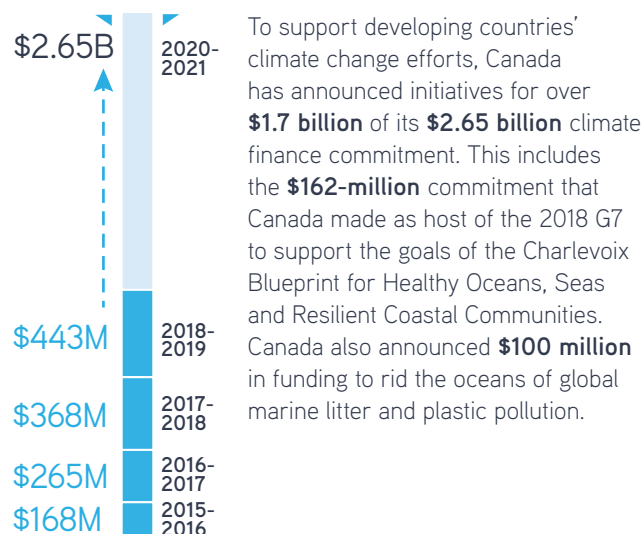 $2.65B
2020-
2021
$443M
2018-
2019
$368M
2017-
2018
$265M
2016-
2017
$168M
2015-
2016
To support developing countries’
climate change efforts, Canada
has announced initiatives for over
$1.7 billion of its $2.65 billion climate
finance commitment. This includes
the $162-million commitment that
Canada made as host of the 2018 G7
to support the goals of the Charlevoix
Blueprint for Healthy Oceans, Seas
and Resilient Coastal Communities.
Canada also announced $100 million
in funding to rid the oceans of global
marine litter and plastic pollution.